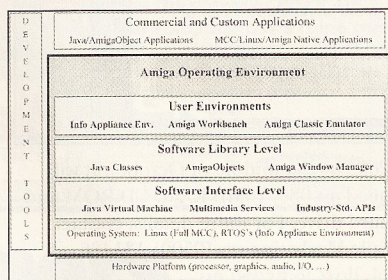 DEVELOPMENT TOOLS
Commercial and Custom Applications
Java/AmigaObject Applications MCC/Linux/Amiga Native Applications
Amiga Operating Environment
User Environments
Info Appliance Env. Amiga Workbench Amiga Classic Emulator
Software Library Level
Java Classes AmigaObjects Amiga Window Manager
Software Interface Level
Java Virtual Machine Multimedia Services Industry-Std. APIs
Operating System: Linux (Full MCC), RTOS's (Info Appliance Environment)
Hardware Platform (processor, graphics, audio, I/O, ...)